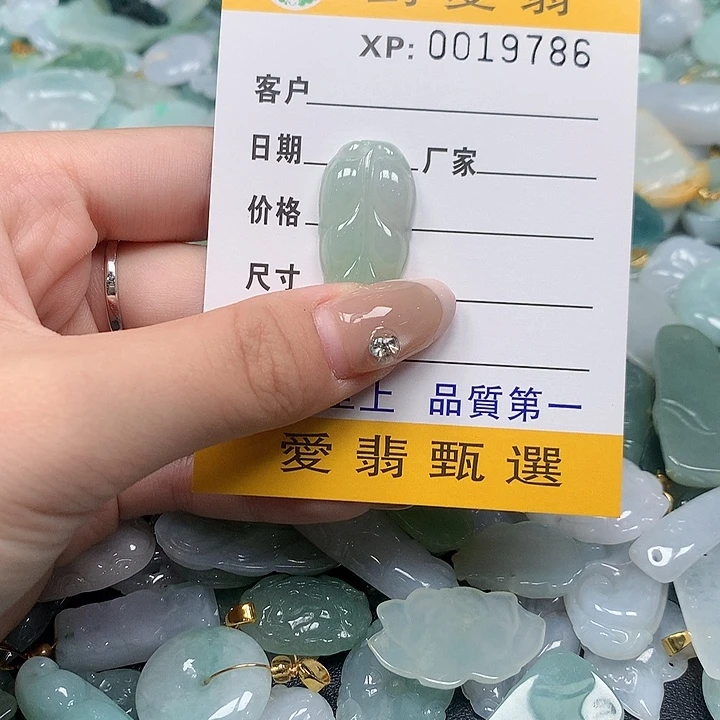 XP: 0019786
客户
日期 厂家
价格
尺寸
上 品質第一
愛翡甄選